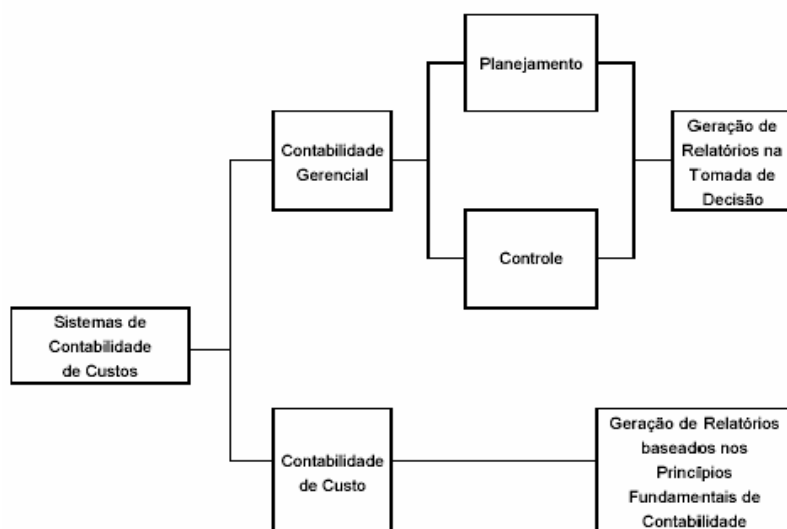 Planejamento
Contabilidade
Gerencial
Geração de
Relatórios na
Tomada de
Decisão
Controle
Sistemas de
Contabilidade
de Custos
Contabilidade
de Custo
Geração de Relatórios
baseados nos
Princípios
Fundamentais de
Contabilidade